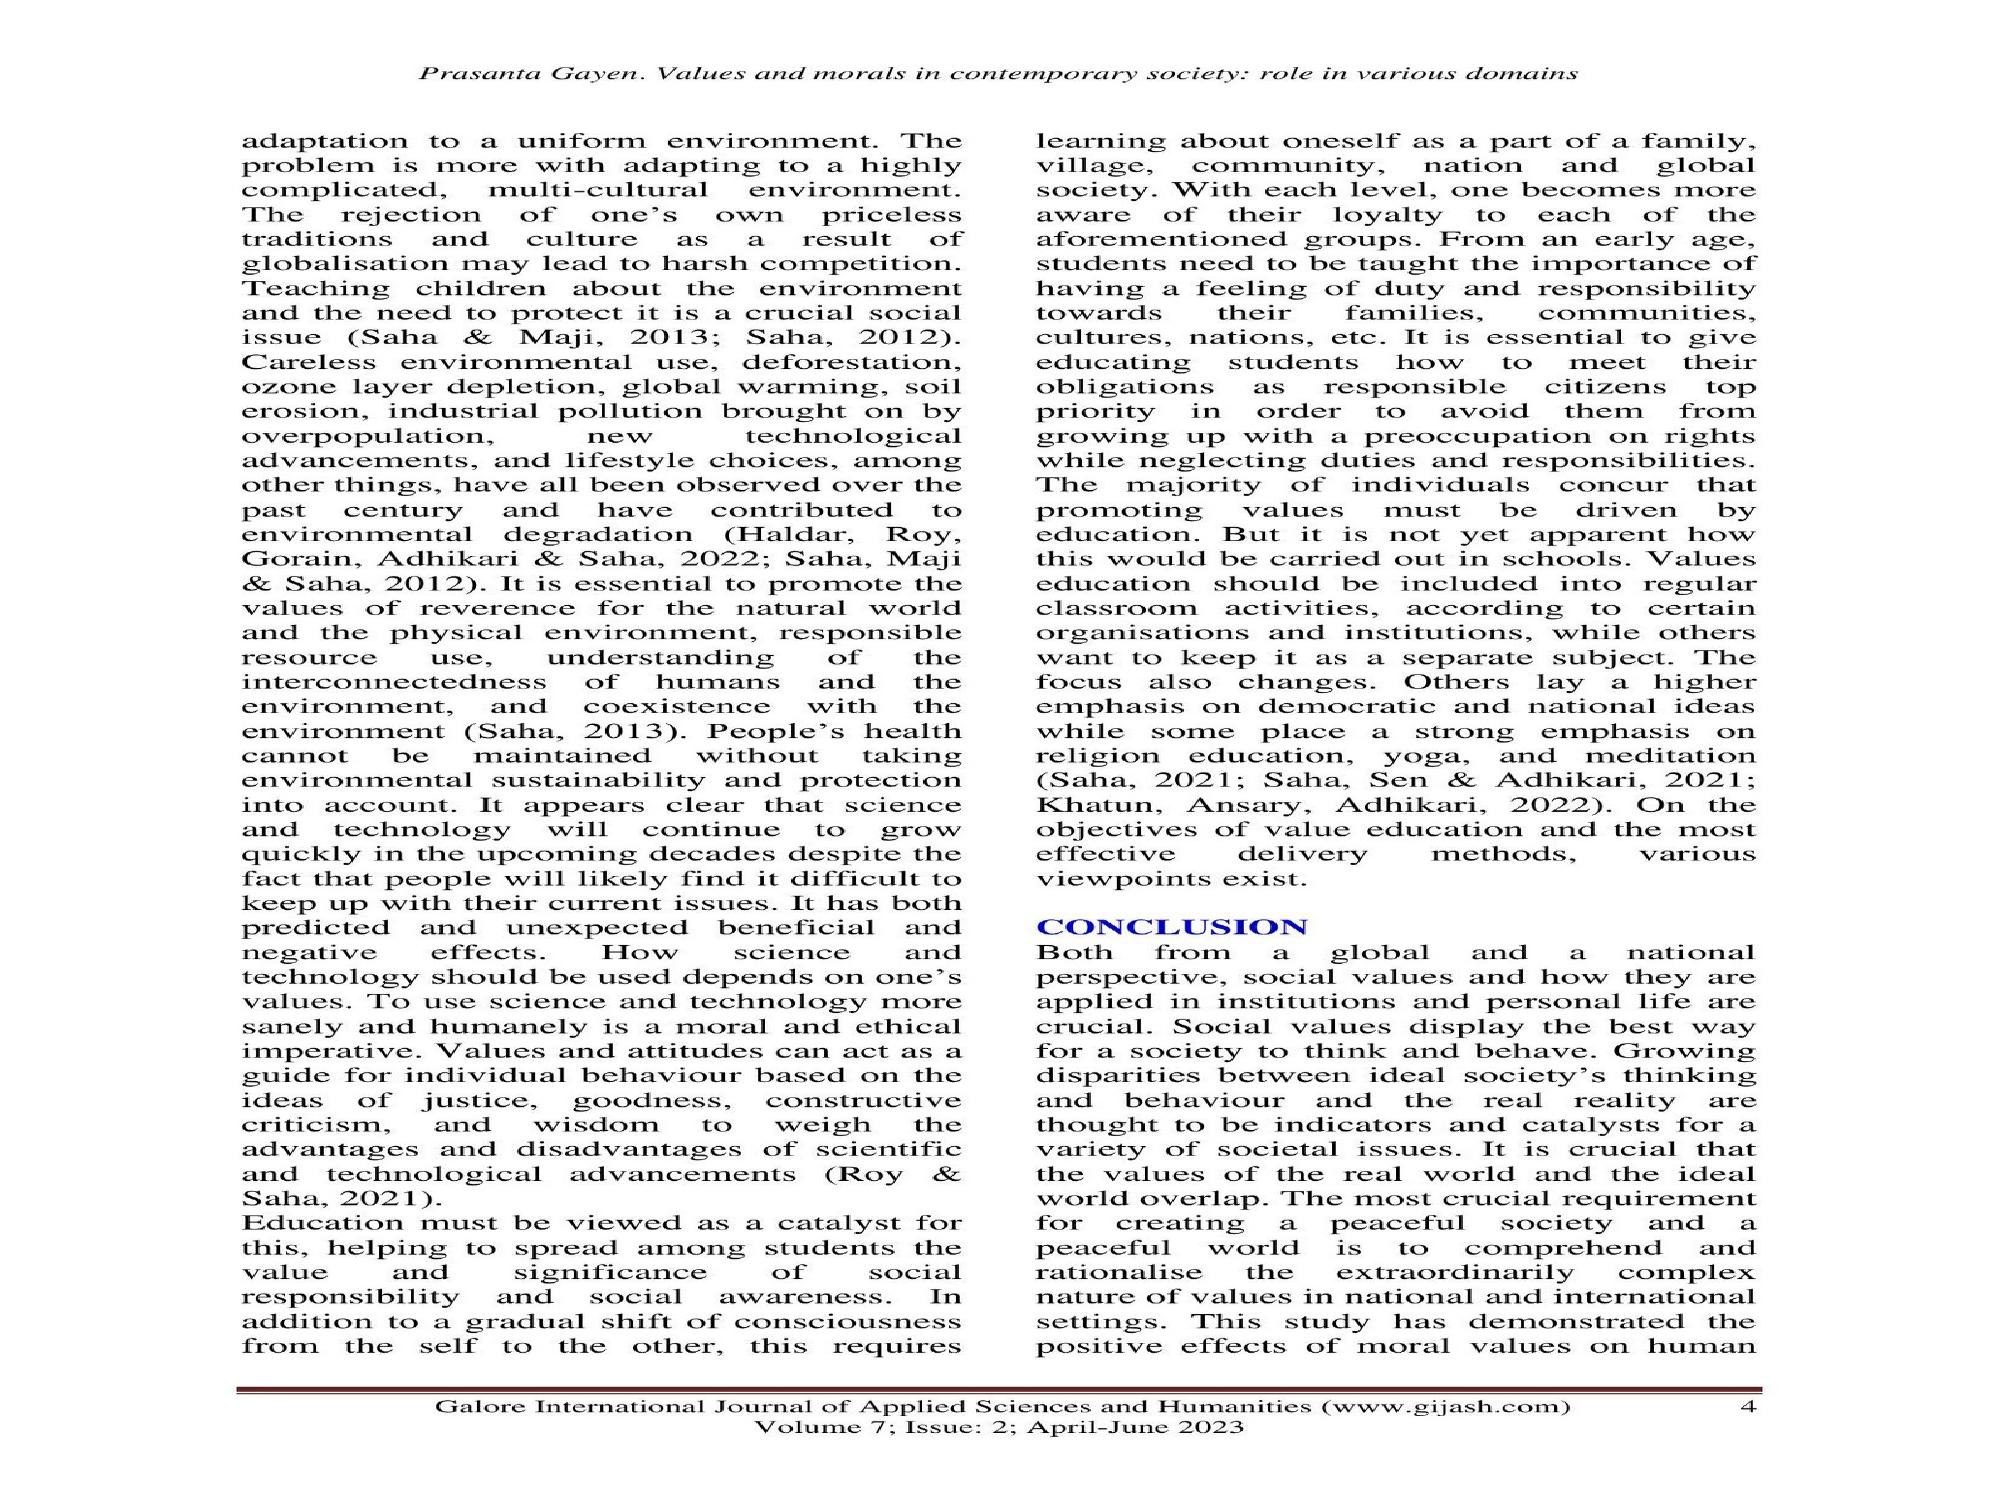 Prasanta Gayen. Values and morals in contemporary society: role in various domains
adaptation to a uniform environment. The
problem is more with adapting to a highly
complicated, multi-cultural environment.
The rejection of one’s own priceless
traditions and culture as a result of
globalisation may lead to harsh competition.
Teaching children about the environment
and the need to protect it is a crucial social
issue (Saha & Maji, 2013; Saha, 2012).
Careless environmental use, deforestation,
ozone layer depletion, global warming, soil
erosion, industrial pollution brought on by
overpopulation, new technological
advancements, and lifestyle choices, among
other things, have all been observed over the
past century and have contributed to
environmental degradation (Haldar, Roy,
Gorain, Adhikari & Saha, 2022; Saha, Maji
& Saha, 2012). It is essential to promote the
values of reverence for the natural world
and the physical environment, responsible
resource use, understanding of the
interconnectedness of humans and the
environment, and coexistence with the
environment (Saha, 2013). People’s health
cannot be maintained without taking
environmental sustainability and protection
into account. It appears clear that science
and technology will continue to grow
quickly in the upcoming decades despite the
fact that people will likely find it difficult to
keep up with their current issues. It has both
predicted and unexpected beneficial and
negative effects. How science and
technology should be used depends on one’s
values. To use science and technology more
sanely and humanely is a moral and ethical
imperative. Values and attitudes can act as a
guide for individual behaviour based on the
ideas of justice, goodness, constructive
criticism, and wisdom to weigh the
advantages and disadvantages of scientific
and technological advancements (Roy &
Saha, 2021).
Education must be viewed as a catalyst for
this, helping to spread among students the
value and significance of social
responsibility and social awareness. In
addition to a gradual shift of consciousness
from the self to the other, this requires
learning about oneself as a part of a family,
village, community, nation and global
society. With each level, one becomes more
aware of their loyalty to each of the
aforementioned groups. From an early age,
students need to be taught the importance of
having a feeling of duty and responsibility
towards their families, communities,
cultures, nations, etc. It is essential to give
educating students how to meet their
obligations as responsible citizens top
priority in order to avoid them from
growing up with a preoccupation on rights
while neglecting duties and responsibilities.
The majority of individuals concur that
promoting values must be driven by
education. But it is not yet apparent how
this would be carried out in schools. Values
education should be included into regular
classroom activities, according to certain
organisations and institutions, while others
want to keep it as a separate subject. The
focus also changes. Others lay a higher
emphasis on democratic and national ideas
while some place a strong emphasis on
religion education, yoga, and meditation
(Saha, 2021; Saha, Sen & Adhikari, 2021;
Khatun, Ansary, Adhikari, 2022). On the
objectives of value education and the most
effective delivery methods, various
viewpoints exist.
CONCLUSION
Both from a global and a national
perspective, social values and how they are
applied in institutions and personal life are
crucial. Social values display the best way
for a society to think and behave. Growing
disparities between ideal society’s thinking
and behaviour and the real reality are
thought to be indicators and catalysts for a
variety of societal issues. It is crucial that
the values of the real world and the ideal
world overlap. The most crucial requirement
for creating a peaceful society and a
peaceful world is to comprehend and
rationalise the extraordinarily complex
nature of values in national and international
settings. This study has demonstrated the
positive effects of moral values on human
Galore International Journal of Applied Sciences and Humanities (www.gijash.com) 4
Volume 7; Issue: 2; April-June 2023